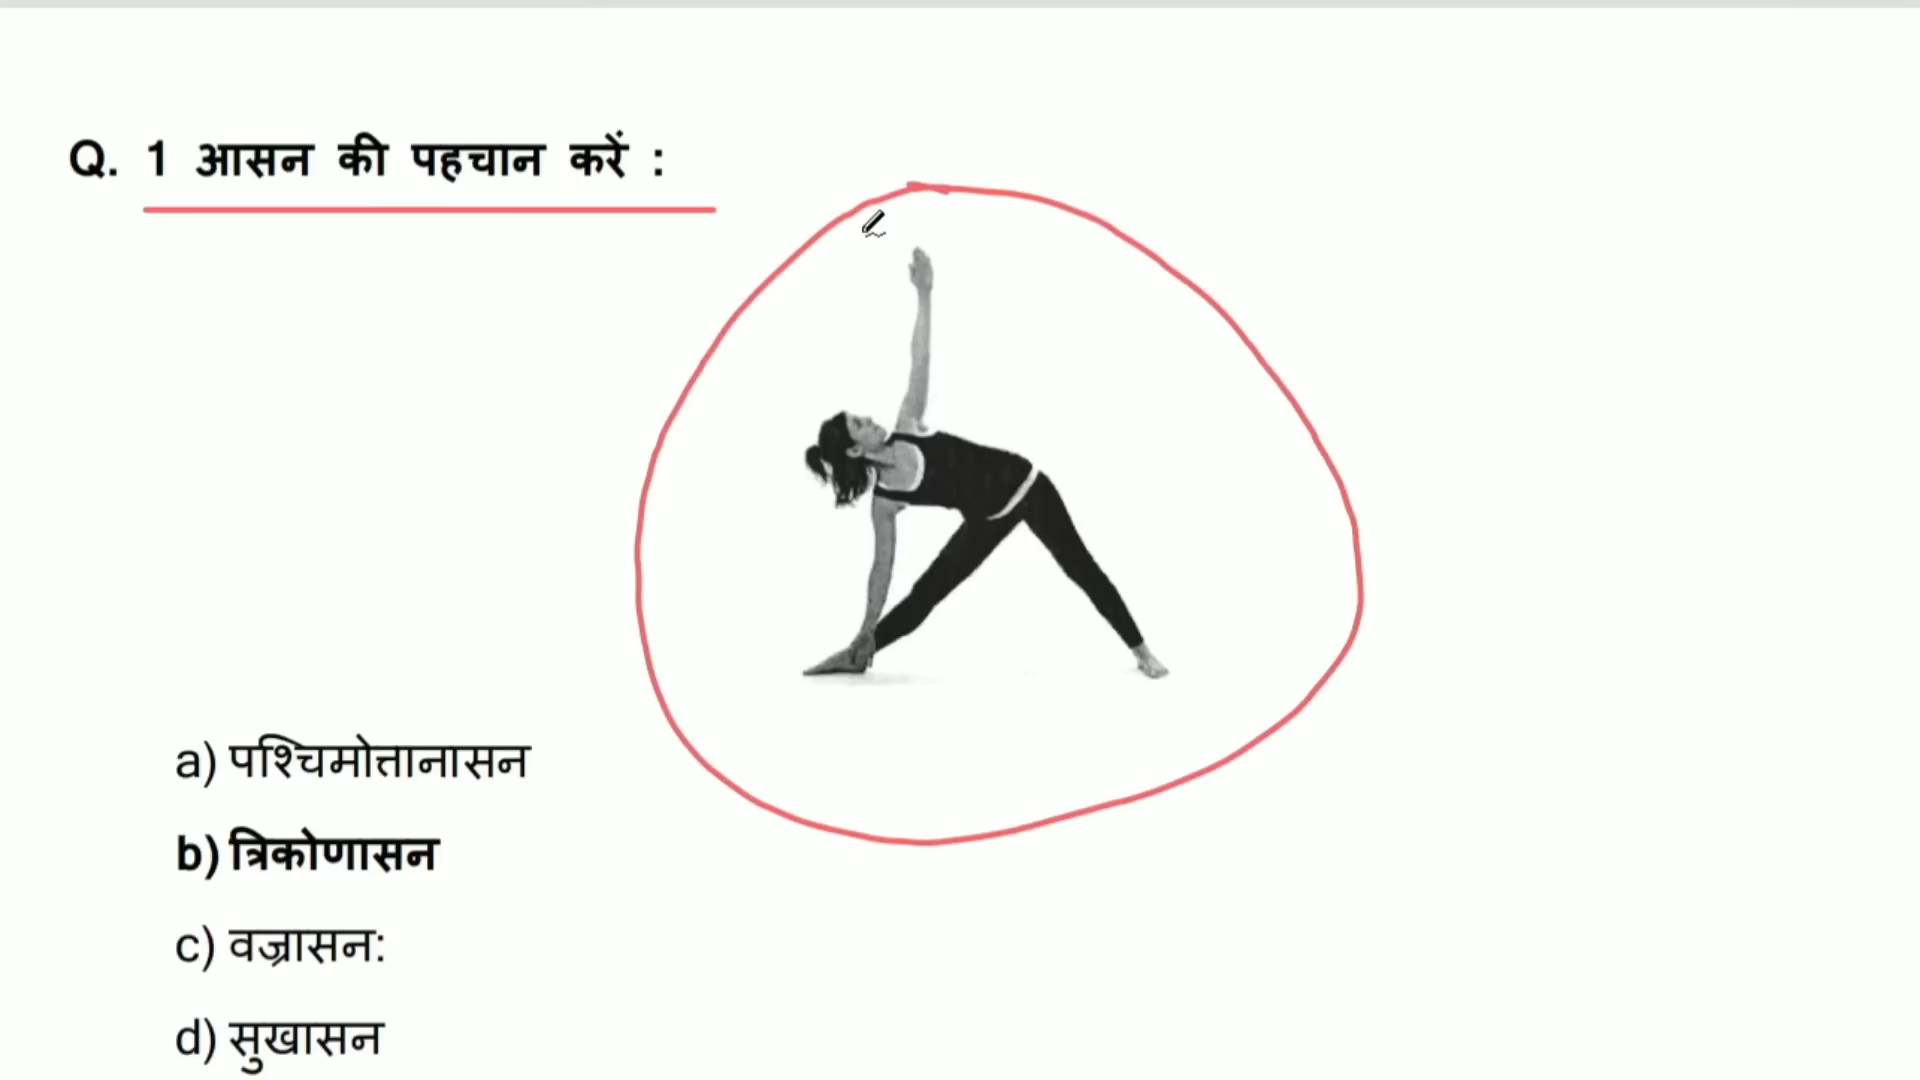 Q. 1 आसन की पहचान करें :
a) पश्चिमोत्तानासन
b) त्रिकोणासन
c) वज्रासन:
d) सुखासन